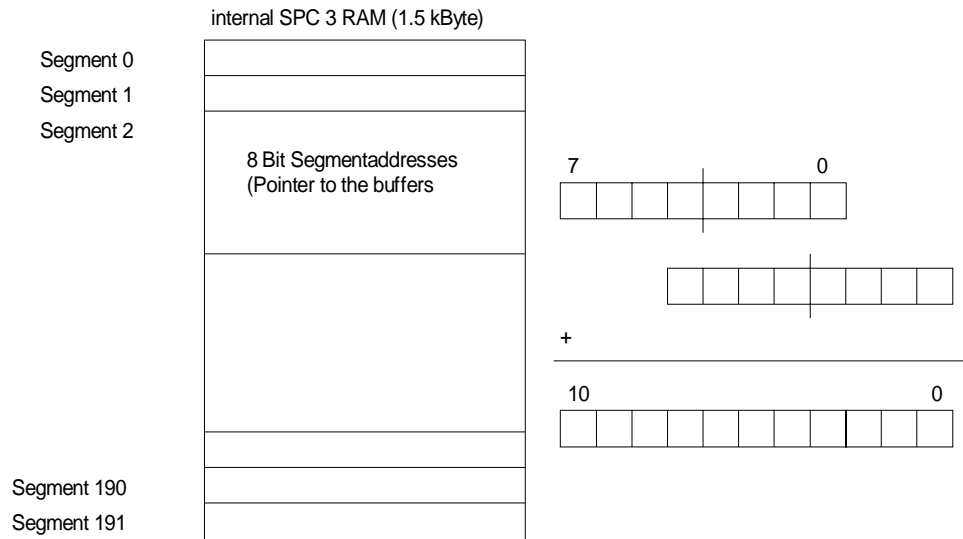 internal SPC 3 RAM (1.5 kByte)
Segment 0
Segment 1
Segment 2
8 Bit Segmentaddresses
(Pointer to the buffers
7 0
+
10 0
Segment 190
Segment 191